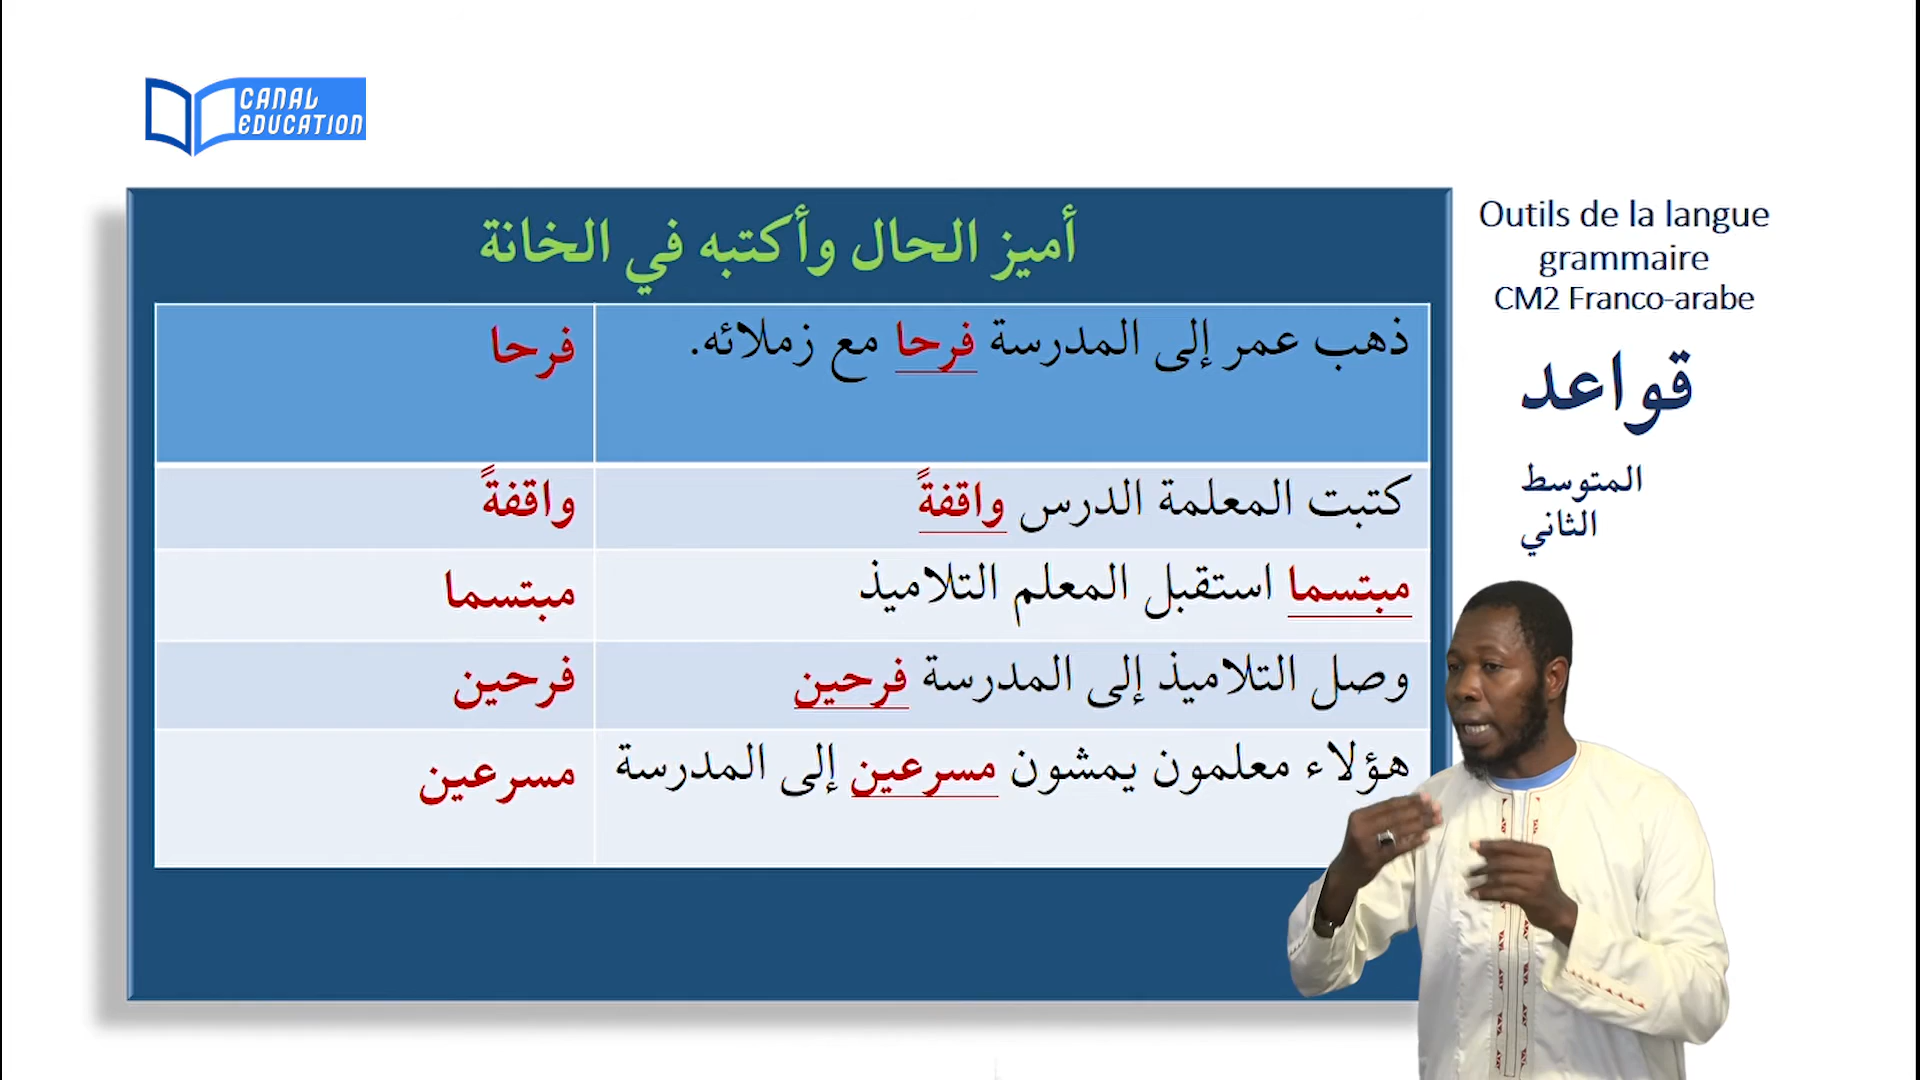 CANAL
EDUCATION
أميز الحال وأكتبه في الخانة
ذهب عمر إلى المدرسة فرحا مع زملائه.
فرحا
كتبت المعلمة الدرس واقفةً
واقفةً
مبتسما استقبل المعلم التلاميذ
مبتسما
وصل التلاميذ إلى المدرسة فرحين
فرحين
هؤلاء معلمون يمشون مسرعين إلى المدرسة
مسرعين
Outils de la langue
grammaire
CM2 Franco-arabe
قواعد
المتوسط
الثاني